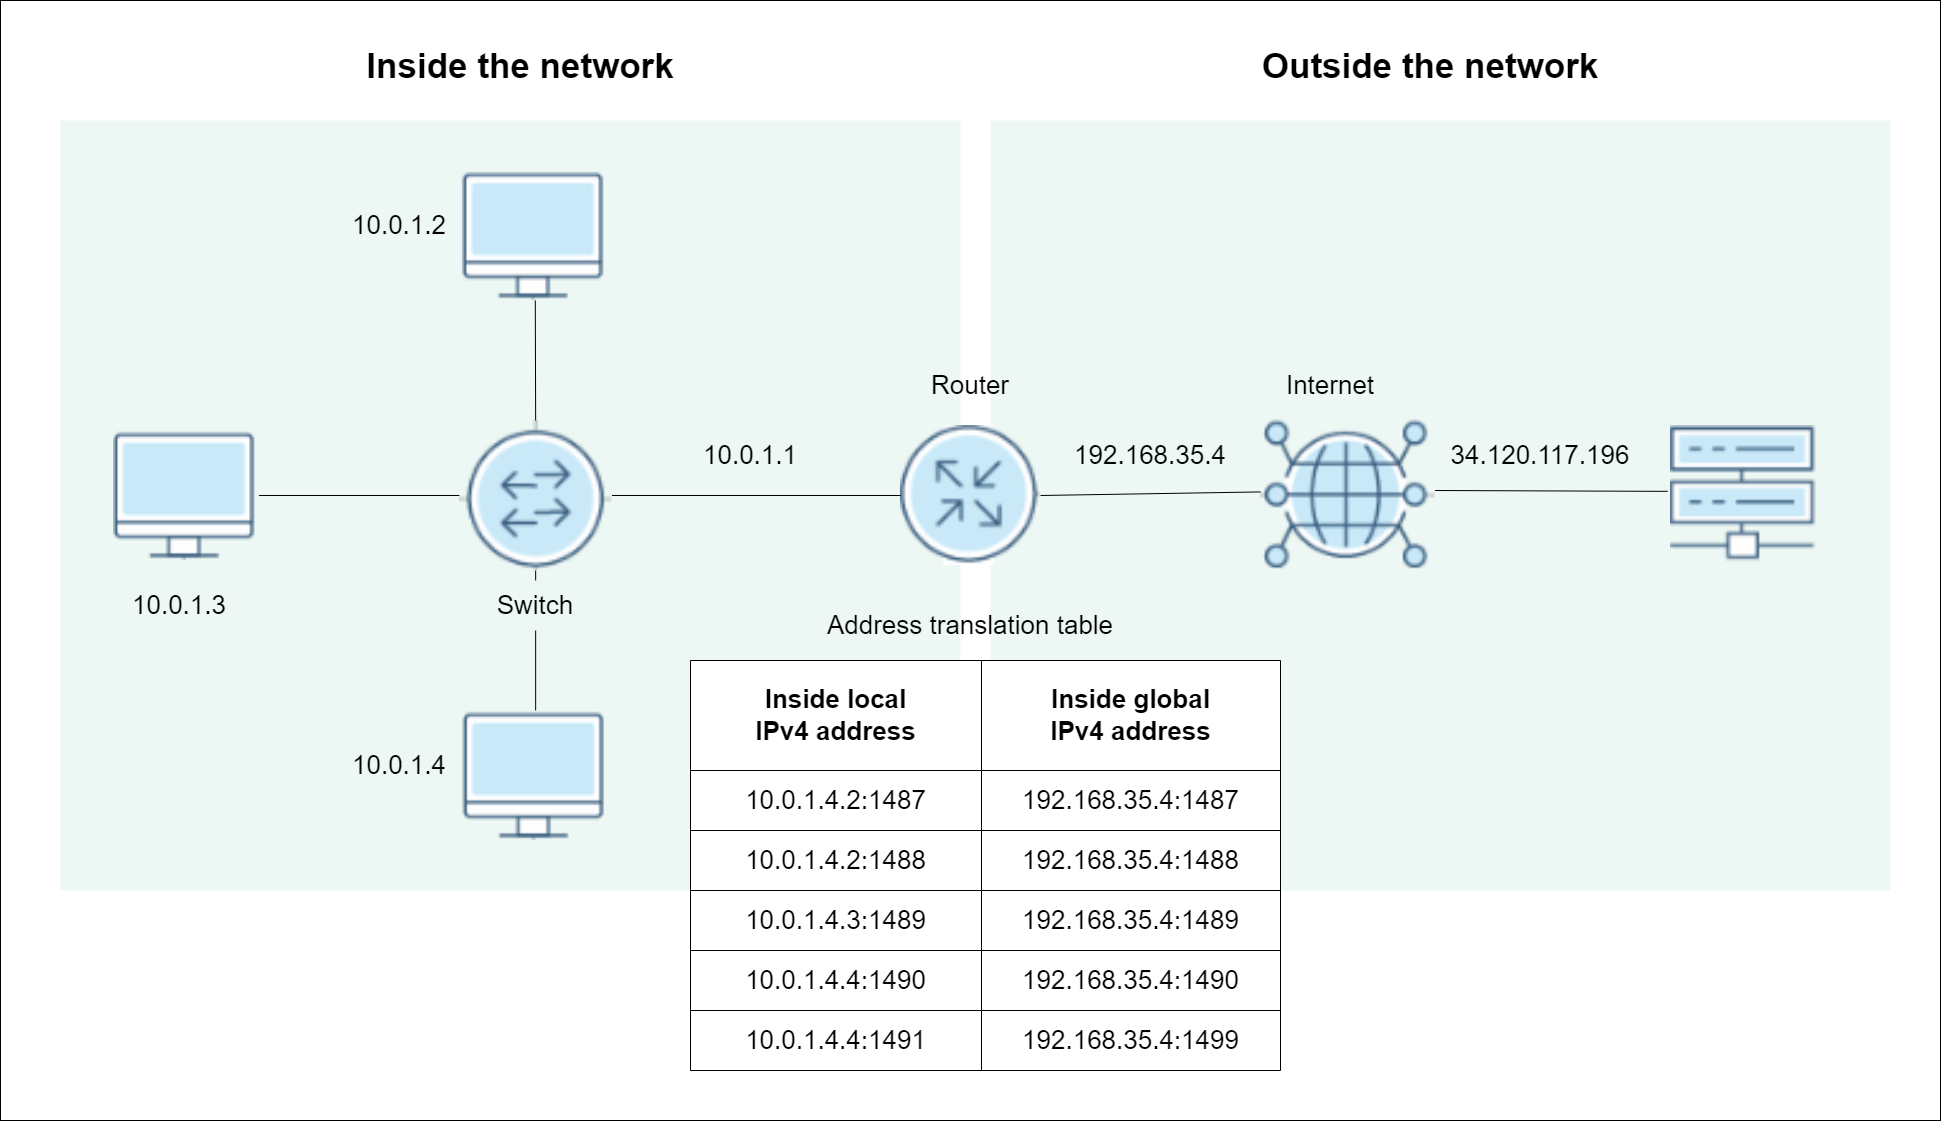 Inside the network
Outside the network
10.0.1.2
Router
Internet
10.0.1.1
192.168.35.4
34.120.117.196
10.0.1.3
Switch
Address translation table
10.0.1.4
Inside local
IPv4 address
Inside global
IPv4 address
10.0.1.4.2:1487
192.168.35.4:1487
10.0.1.4.2:1488
192.168.35.4:1488
10.0.1.4.3:1489
192.168.35.4:1489
10.0.1.4.4:1490
192.168.35.4:1490
10.0.1.4.4:1491
192.168.35.4:1499